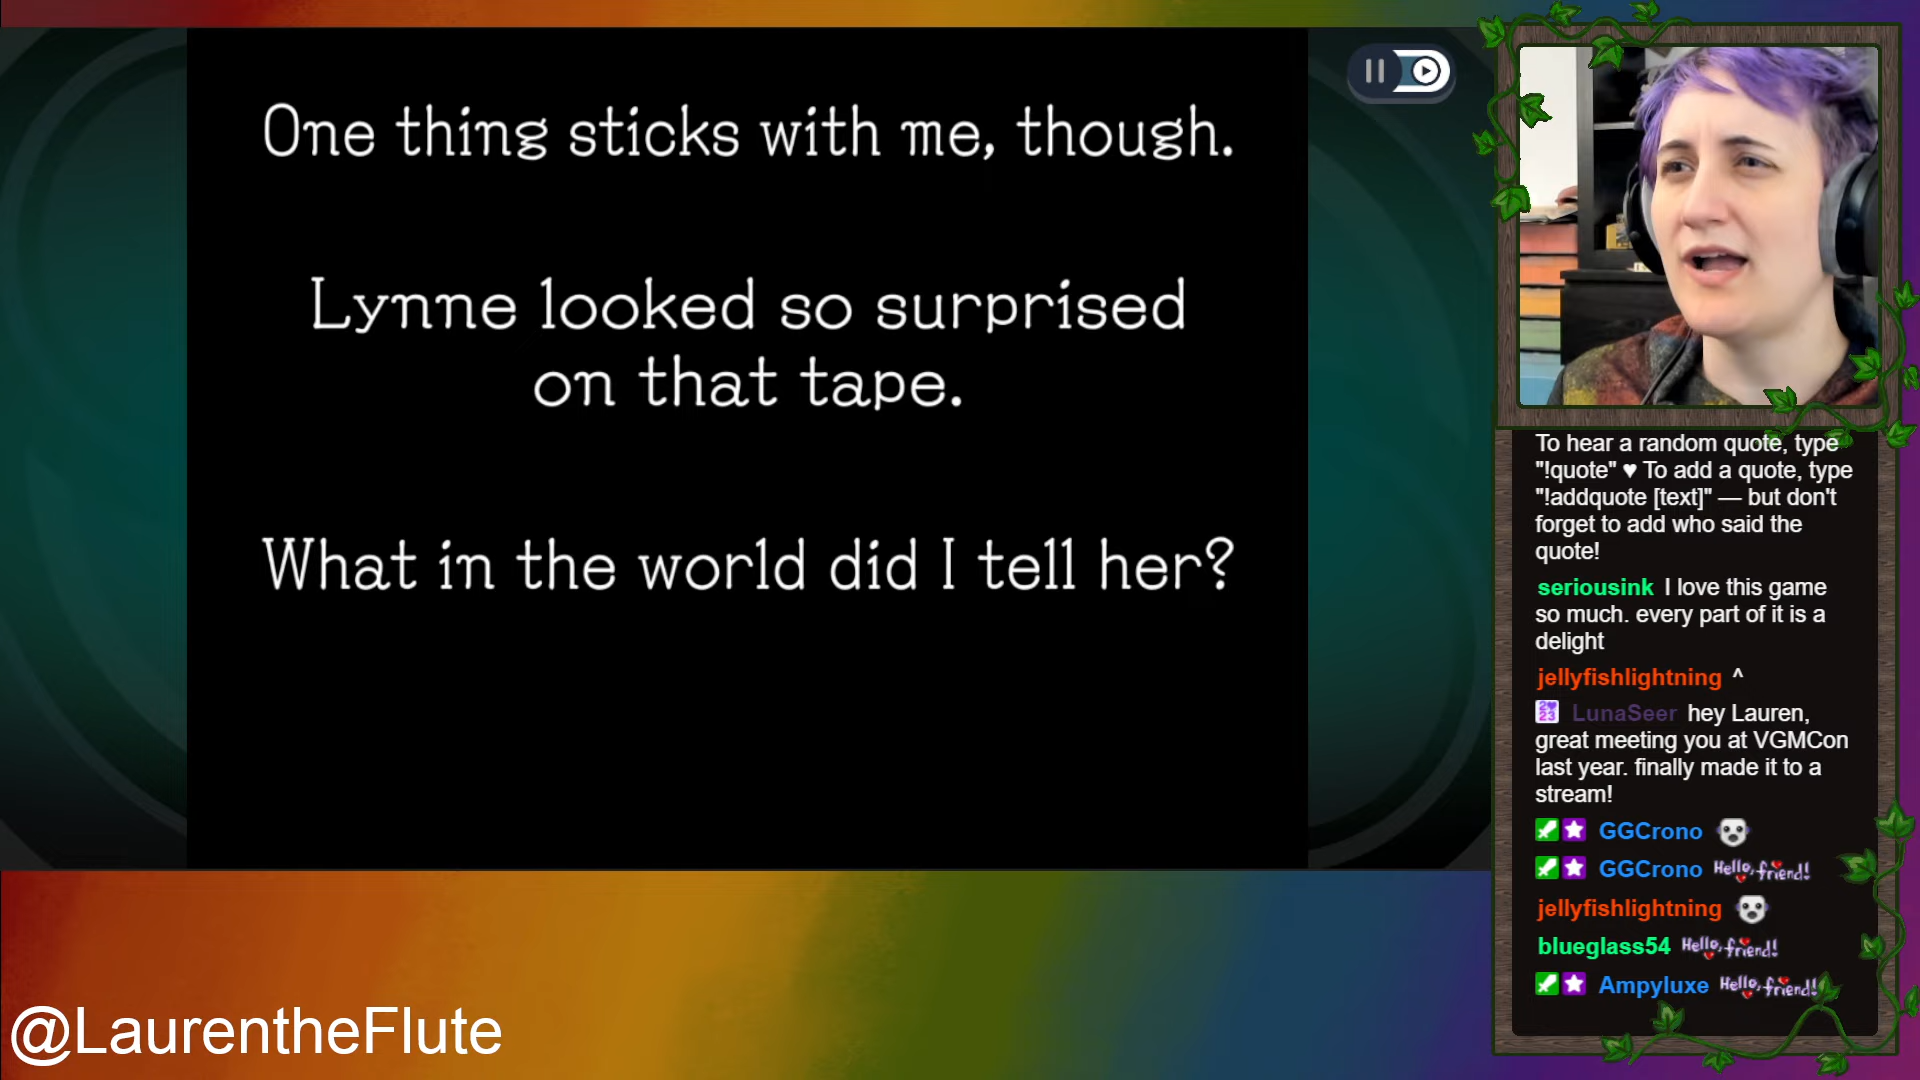 One thing sticks with me, though.
Lynne looked so surprised
on that tape.
What in the world did I tell her?
To hear a random quote, type
"!quote" ♥ To add a quote, type
"!addquote [text]" — but don't
forget to add who said the
quote!
seriousink I love this game
so much. every part of it is a
delight
jellyfishlightning ^
LunaSeer hey Lauren,
great meeting you at VGMCon
last year. finally made it to a
stream!
GGCrono
GGCrono Hello, friend!
jellyfishlightning
blueglass54 Hello, friend!
Ampyluxe Hello, friend!
@LaurentheFlute